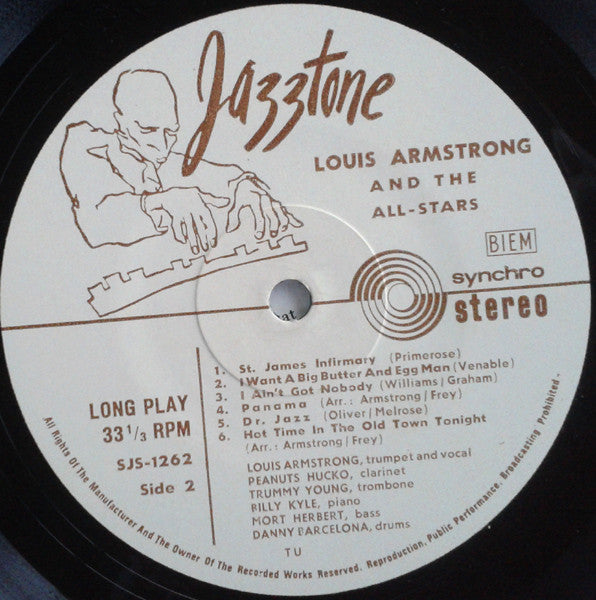 Jazztone
LOUIS ARMSTRONG
AND THE
ALL-STARS
BIEM
synchro
stereo
at
LONG PLAY
33 1/3 RPM
SJS-1262
Side 2
1. St. James Infirmary (Primerose)
2. I Want A Big Butter And Egg Man (Venable)
3. I Ain't Got Nobody (Williams/Graham)
4. Panama (Arr.: Armstrong/Frey)
5. Dr. Jazz (Oliver/Melrose)
6. Hot Time In The Old Town Tonight
(Arr.: Armstrong/Frey)
LOUIS ARMSTRONG, trumpet and vocal
PEANUTS HUCKO, clarinet
TRUMMY YOUNG, trombone
BILLY KYLE, piano
MORT HERBERT, bass
DANNY BARCELONA, drums
TU
All Rights Of The Manufacturer And The Owner Of The Recorded Works Reserved. Reproduction, Public Performance, Broadcasting Prohibited.